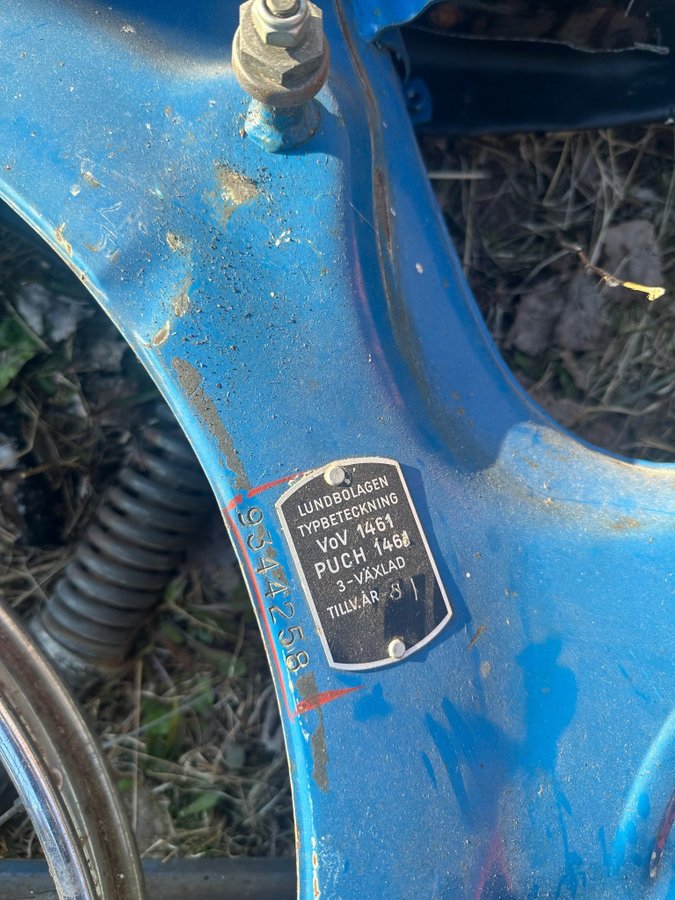 LUNDBOLAGEN
TYPBETECKNING
VoV 1461
PUCH 1461
3-VÄXLAD
TILLV.ÅR-81
9344258